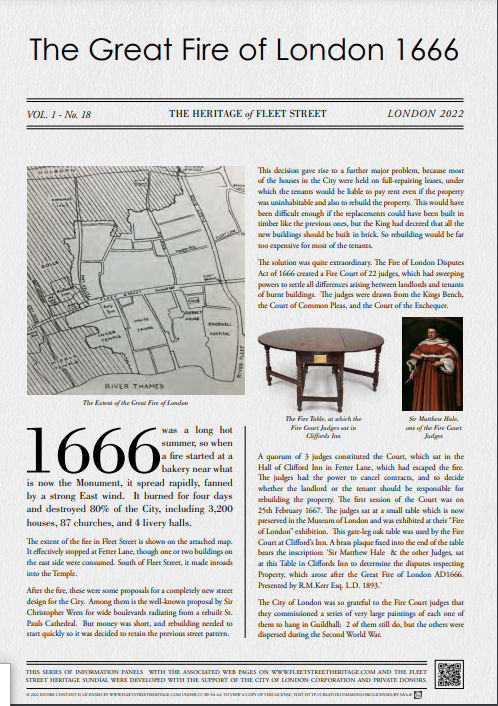 The Great Fire of London 1666
VOL. 1 - No. 18
THE HERITAGE of FLEET STREET
LONDON 2022
HOLBORN
INNER TEMPLE
MIDDLE TEMPLE
WHITE FRIARS
BRIDEWELL HOSPITAL
RIVER FLEET
RIVER THAMES
The Extent of the Great Fire of London
1666 was a long hot
summer, so when
a fire started at a
bakery near what
is now the Monument, it spread rapidly, fanned
by a strong East wind. It burned for four days
and destroyed 80% of the City, including 3,200
houses, 87 churches, and 4 livery halls.
The extent of the fire in Fleet Street is shown on the attached map.
It effectively stopped at Fetter Lane, though one or two buildings on
the east side were consumed. South of Fleet Street, it made inroads
into the Temple.
After the fire, these were some proposals for a completely new street
design for the City. Among them is the well-known proposal by Sir
Christopher Wren for wide boulevards radiating from a rebuilt St.
Pauls Cathedral. But money was short, and rebuilding needed to
start quickly so it was decided to retain the previous street pattern.
This decision gave rise to a further major problem, because most
of the houses in the City were held on full-repairing leases, under
which the tenants would be liable to pay rent even if the property
was uninhabitable and also to rebuild the property. This would have
been difficult enough if the replacements could have been built in
timber like the previous ones, but the King had decreed that all the
new buildings should be built in brick. So rebuilding would be far
too expensive for most of the tenants.
The solution was quite extraordinary. The Fire of London Disputes
Act of 1666 created a Fire Court of 22 judges, which had sweeping
powers to settle all differences arising between landlords and tenants
of burnt buildings. The judges were drawn from the Kings Bench,
the Court of Common Pleas, and the Court of the Exchequer.
The Fire Table, at which the
Fire Court Judges sat in
Cliffords Inn
Sir Matthew Hale,
one of the Fire Court
Judges
A quorum of 3 judges constituted the Court, which sat in the
Hall of Clifford Inn in Fetter Lane, which had escaped the fire.
The judges had the power to cancel contracts, and to decide
whether the landlord or the tenant should be responsible for
rebuilding the property. The first session of the Court was on
25th February 1667. The judges sat at a small table which is now
preserved in the Museum of London and was exhibited at their "Fire
of London" exhibition. This gate-leg oak table was used by the Fire
Court at Clifford's Inn. A brass plaque fixed into the end of the table
bears the inscription: 'Sir Matthew Hale & the other Judges, sat
at this Table in Cliffords Inn to determine the disputes respecting
Property, which arose after the Great Fire of London AD1666.
Presented by R.M.Kerr Esq. L.D. 1893.'
The City of London was so grateful to the Fire Court judges that
they commissioned a series of very large paintings of each one of
them to hang in Guildhall; 2 of them still do, but the others were
dispersed during the Second World War.
THIS SERIES OF INFORMATION PANELS WITH THE ASSOCIATED WEB PAGES ON WWW.FLEETSTREETHERITAGE.COM AND THE FLEET
STREET HERITAGE SUNDIAL WERE DEVELOPED WITH THE SUPPORT OF THE CITY OF LONDON CORPORATION AND PRIVATE DONORS.
© 2022 ENTIRE CONTENT IS LICENSED BY WWW.FLEETSTREETHERITAGE.COM UNDER CC BY-NA 4.0. TO VIEW A COPY OF THIS LICENSE, VISIT